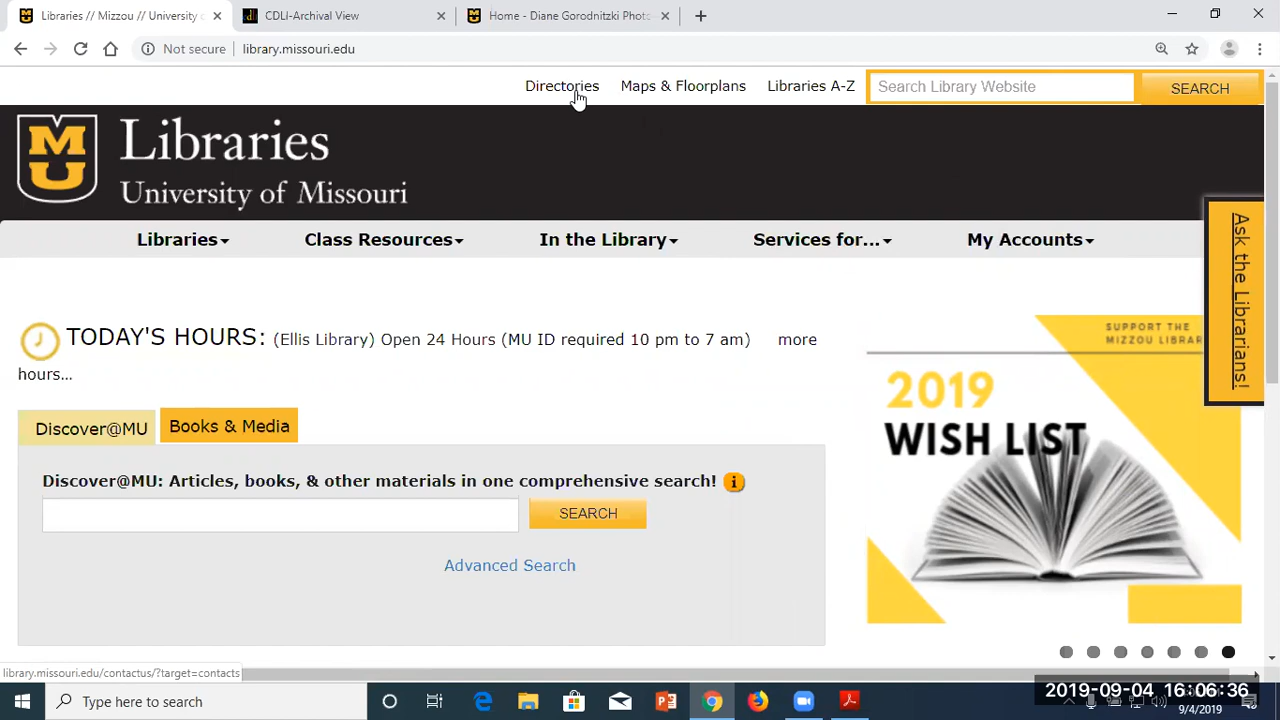 Libraries // Mizzou // University o
CDLI-Archival View
Home - Diane Gorodnitzki Photo
Not secure
library.missouri.edu
Directories
Maps & Floorplans
Libraries A-Z
Search Library Website
SEARCH
MU
Libraries
University of Missouri
Libraries
Class Resources
In the Library
Services for...
My Accounts
Ask the Librarians!
TODAY'S HOURS: (Ellis Library) Open 24 Hours (MU ID required 10 pm to 7 am) more
hours...
SUPPORT THE
MIZZOU LIBRAR
2019
WISH LIST
Discover@MU
Books & Media
Discover@MU: Articles, books, & other materials in one comprehensive search!
SEARCH
Advanced Search
library.missouri.edu/contactus/?target=contacts
Type here to search
2019-09-04 16:06:36
9/4/2019